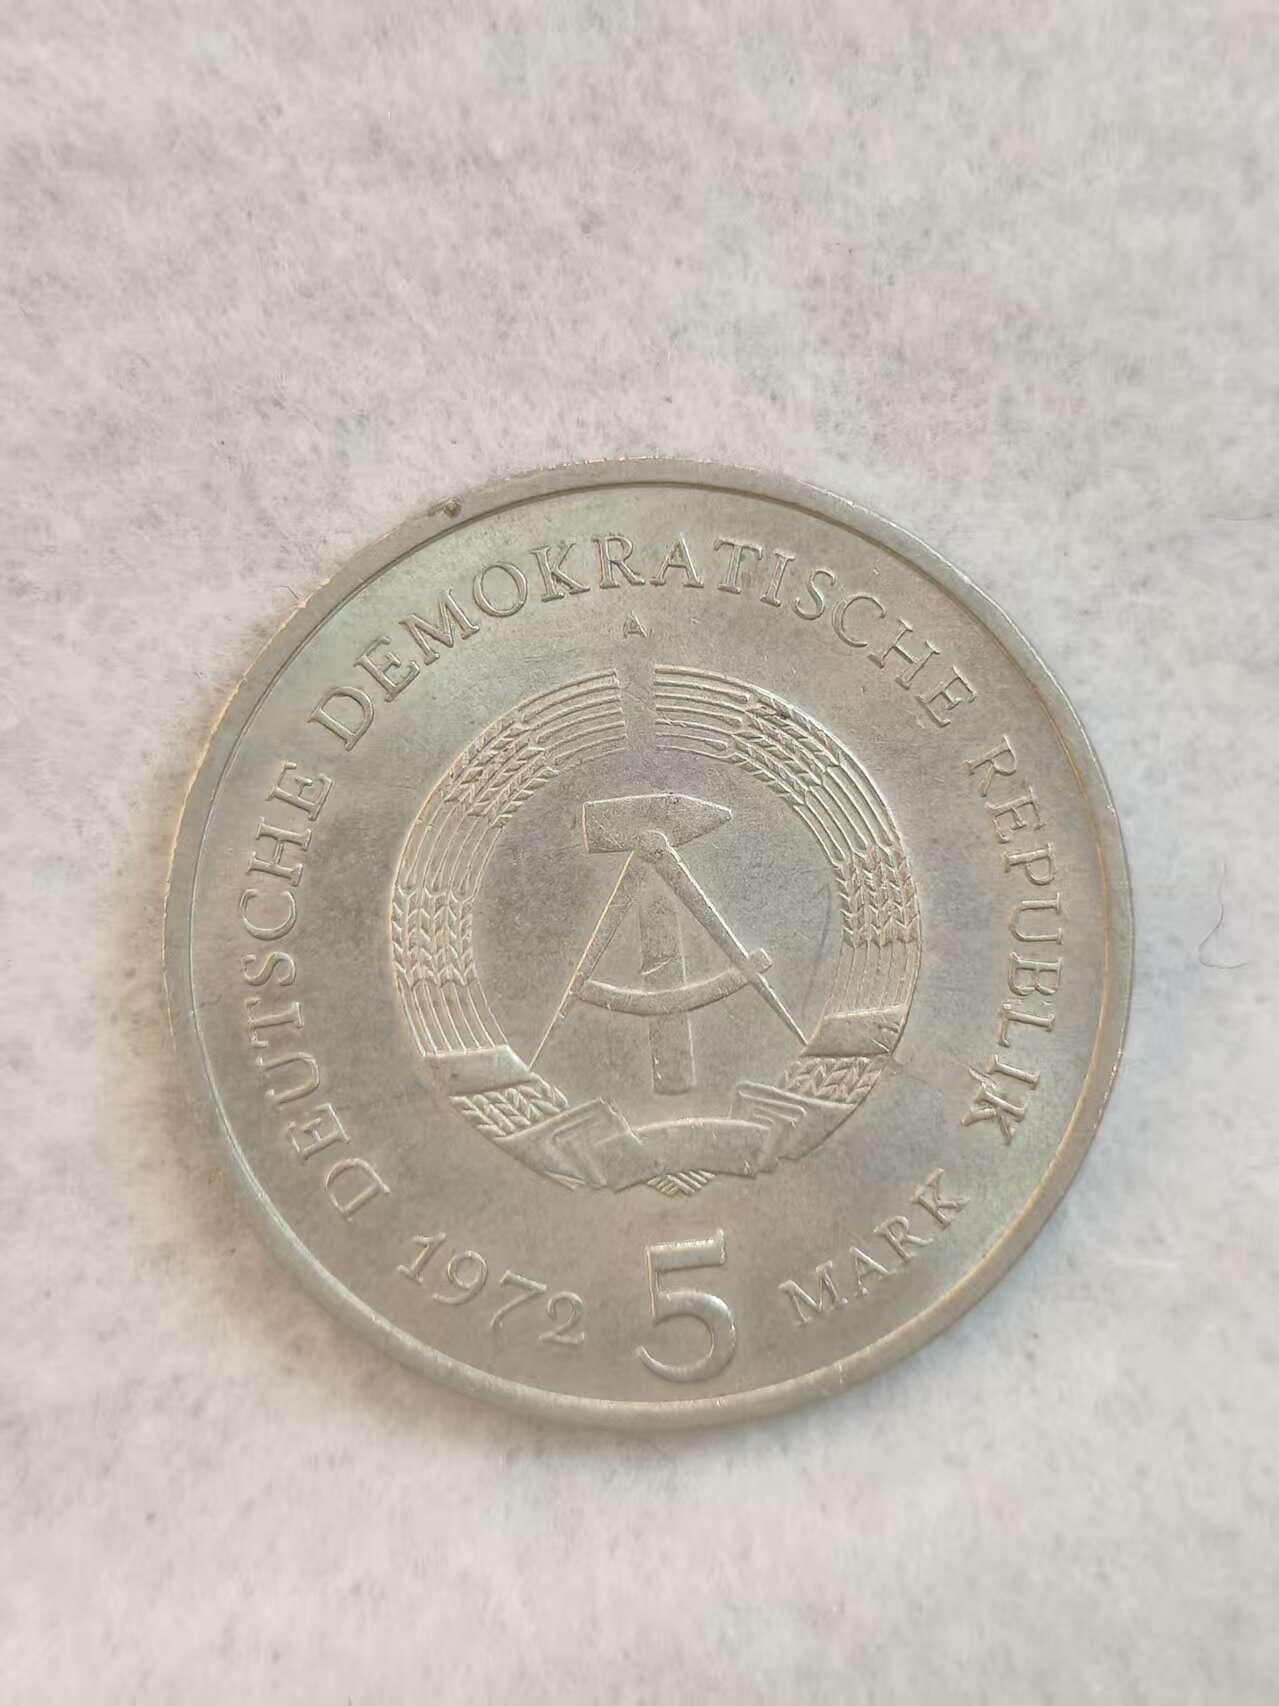 DEUTSCHE DEMOKRATISCHE REPUBLIK
A
1972 5 MARK